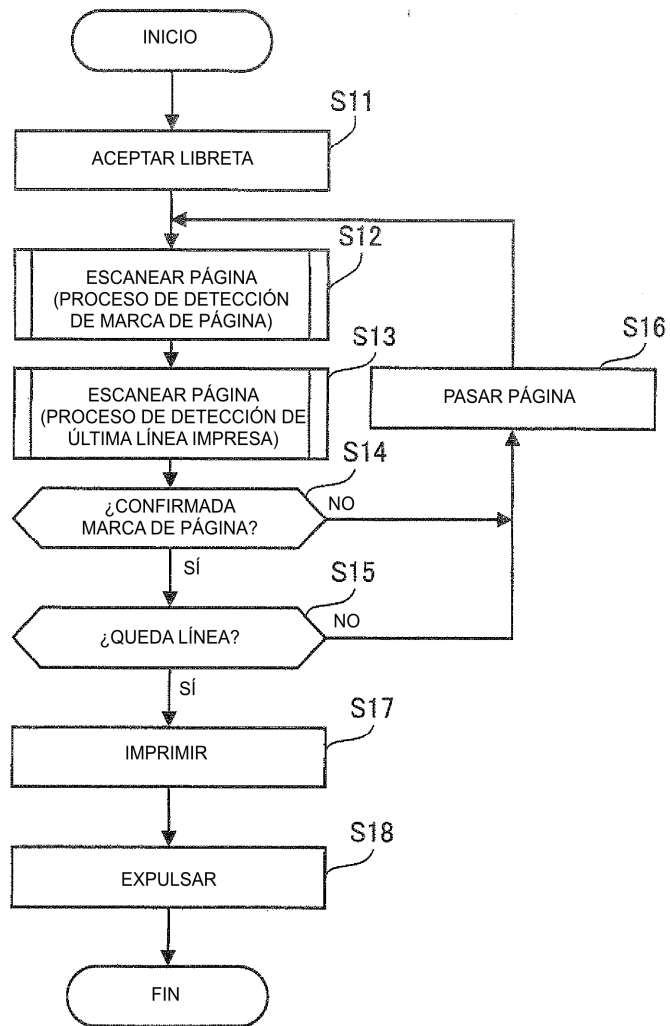 INICIO
S11
ACEPTAR LIBRETA
S12
ESCANEAR PÁGINA
(PROCESO DE DETECCIÓN
DE MARCA DE PÁGINA)
S16
PASAR PÁGINA
S13
ESCANEAR PÁGINA
(PROCESO DE DETECCIÓN DE
ÚLTIMA LÍNEA IMPRESA)
S14
¿CONFIRMADA
MARCA DE PÁGINA?
NO
SÍ
S15
¿QUEDA LÍNEA?
NO
SÍ
S17
IMPRIMIR
S18
EXPULSAR
FIN